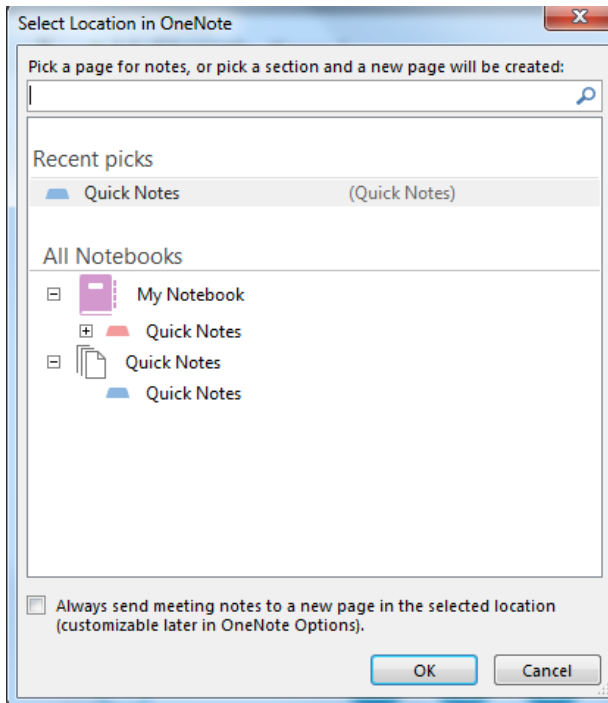 Select Location in OneNote
Pick a page for notes, or pick a section and a new page will be created:
Recent picks
Quick Notes (Quick Notes)
All Notebooks
My Notebook
Quick Notes
Quick Notes
Quick Notes
Always send meeting notes to a new page in the selected location
(customizable later in OneNote Options).
OK Cancel